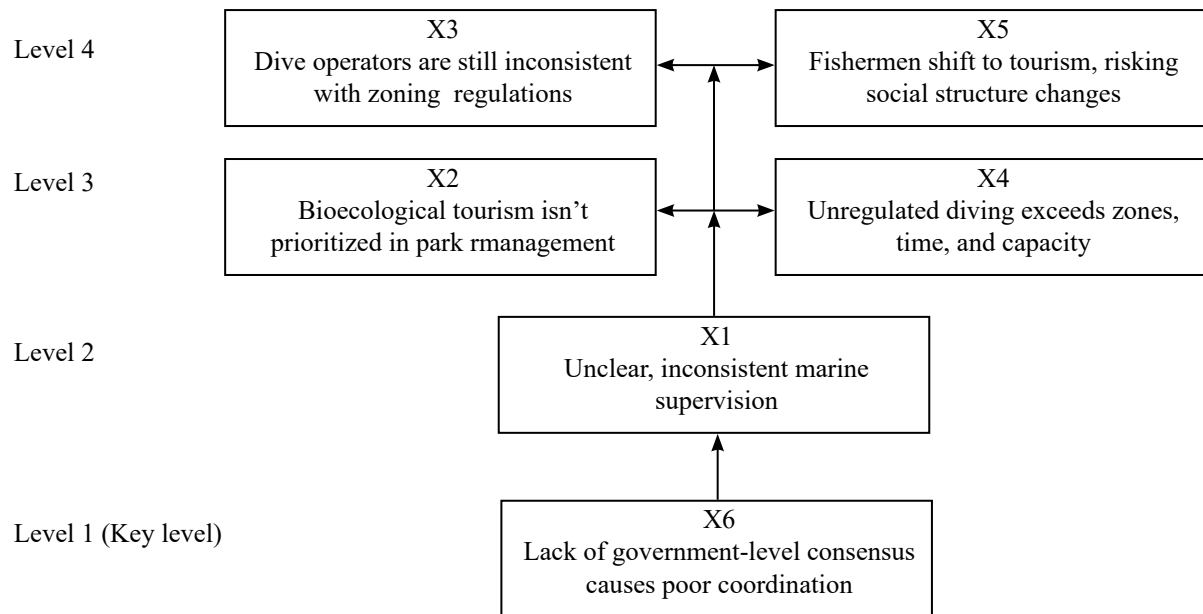 Level 4
X3
Dive operators are still inconsistent
with zoning regulations
X5
Fishermen shift to tourism, risking
social structure changes
Level 3
X2
Bioecological tourism isn't
prioritized in park rmanagement
X4
Unregulated diving exceeds zones,
time, and capacity
Level 2
X1
Unclear, inconsistent marine
supervision
Level 1 (Key level)
X6
Lack of government-level consensus
causes poor coordination